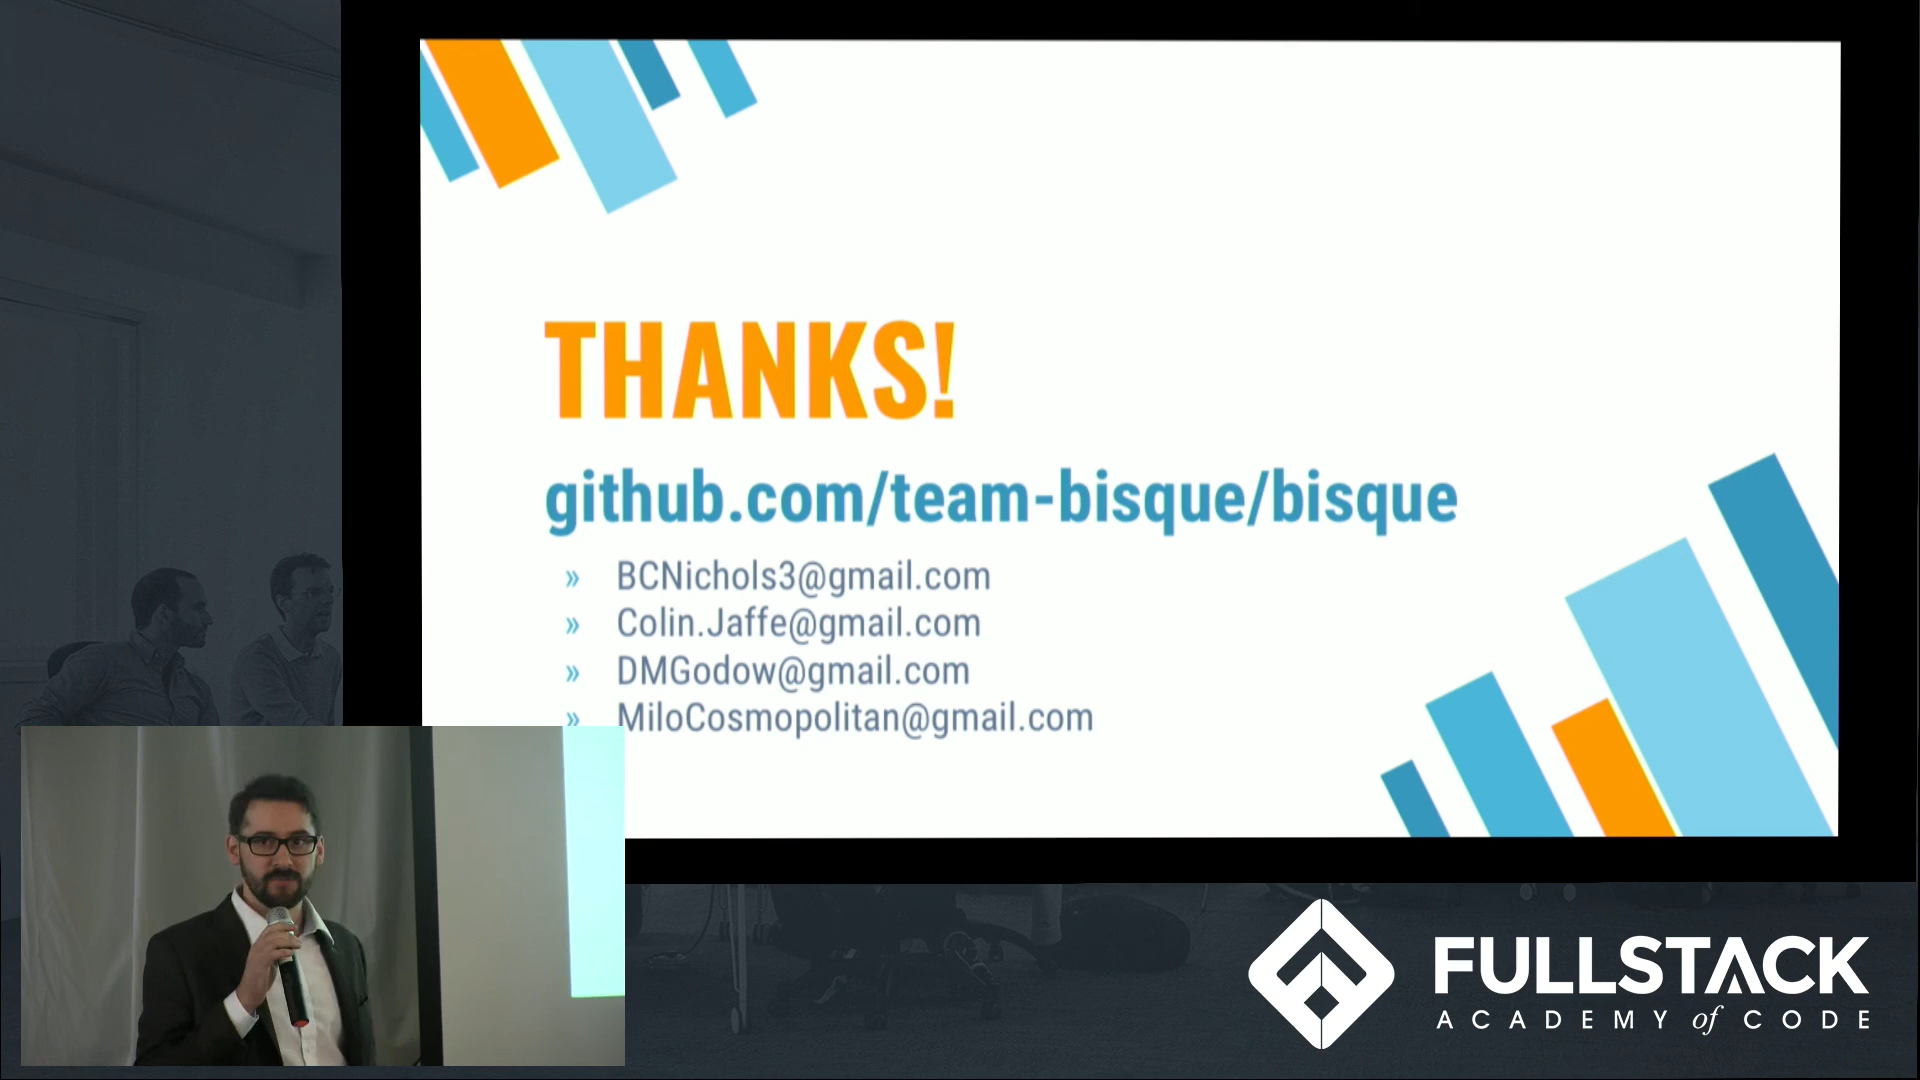 THANKS!
github.com/team-bisque/bisque
» BCNichols3@gmail.com
» Colin.Jaffe@gmail.com
» DMGodow@gmail.com
» MiloCosmopolitan@gmail.com
FULLSTACK
ACADEMY of CODE